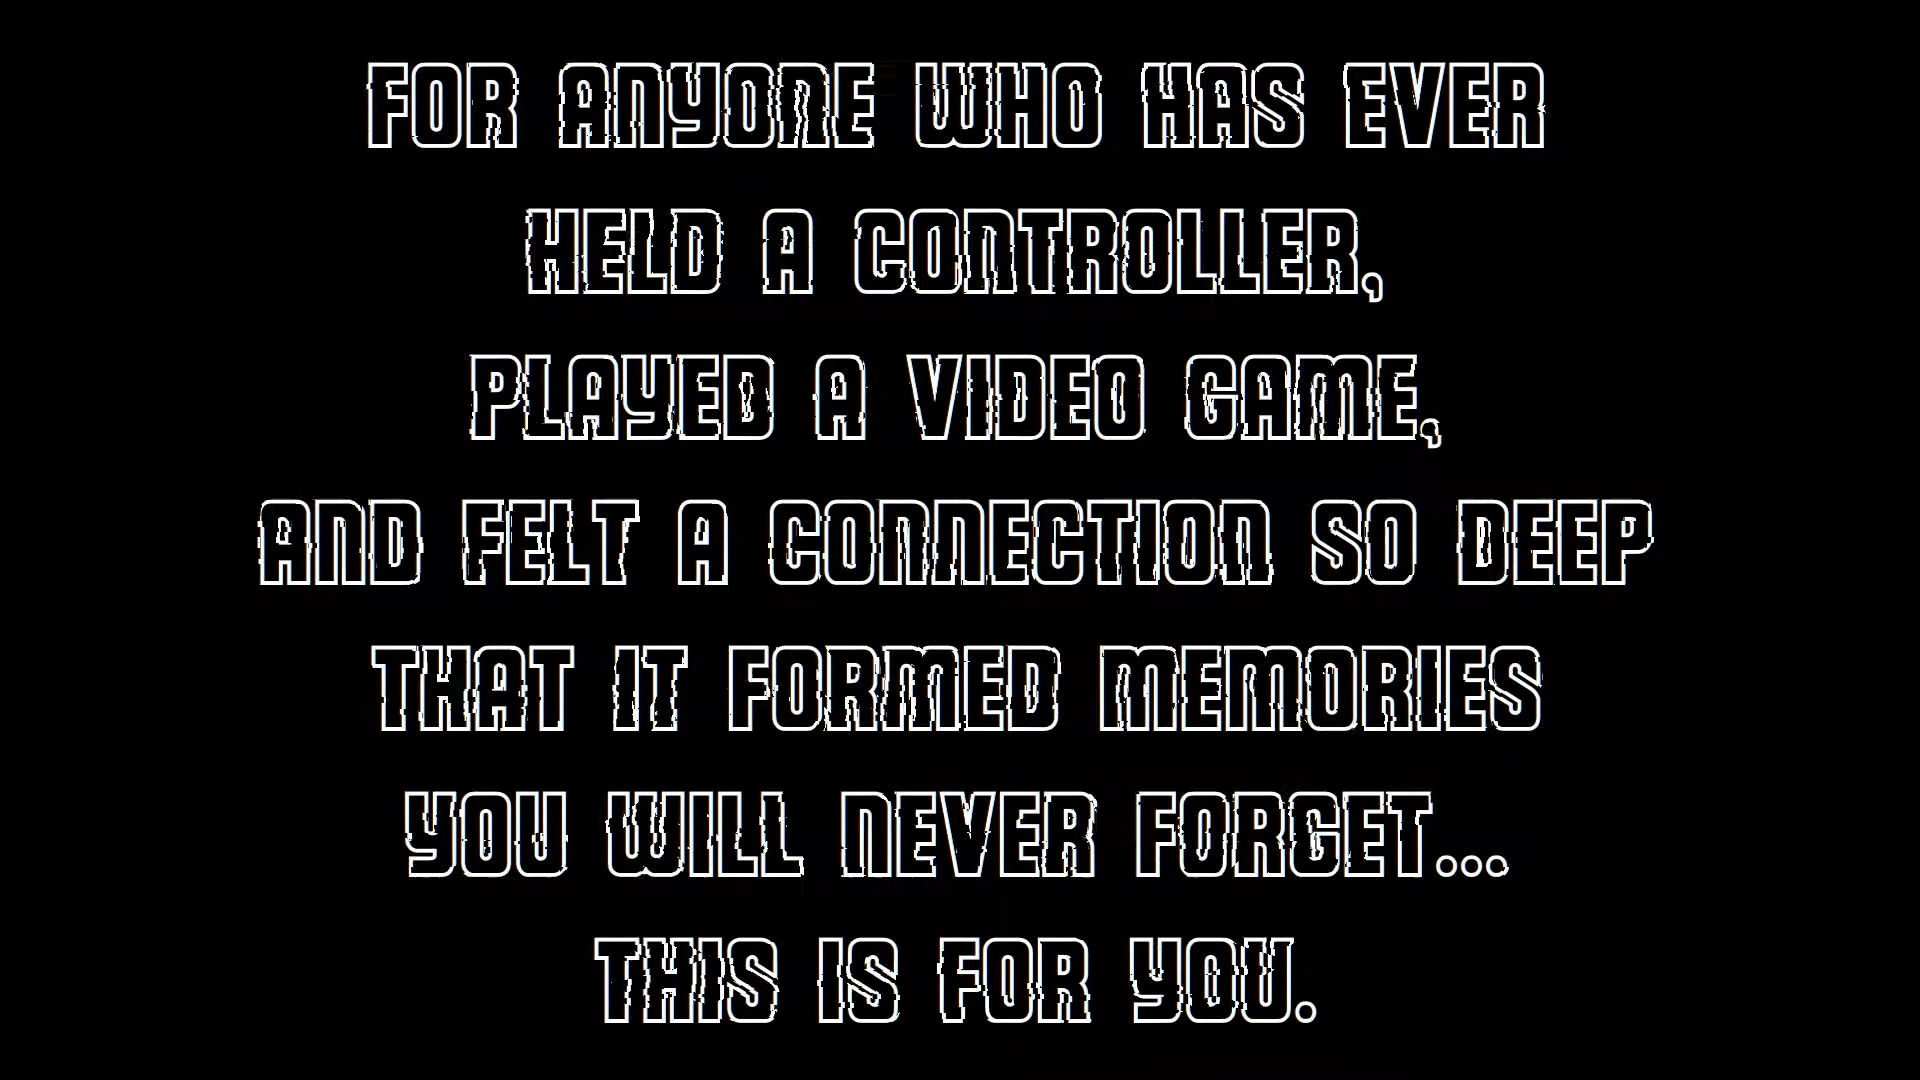 FOR ANYONE WHO HAS EVER
HELD A CONTROLLER,
PLAYED A VIDEO GAME,
AND FELT A CONNECTION SO DEEP
THAT IT FORMED MEMORIES
YOU WILL NEVER FORGET...
THIS IS FOR YOU.